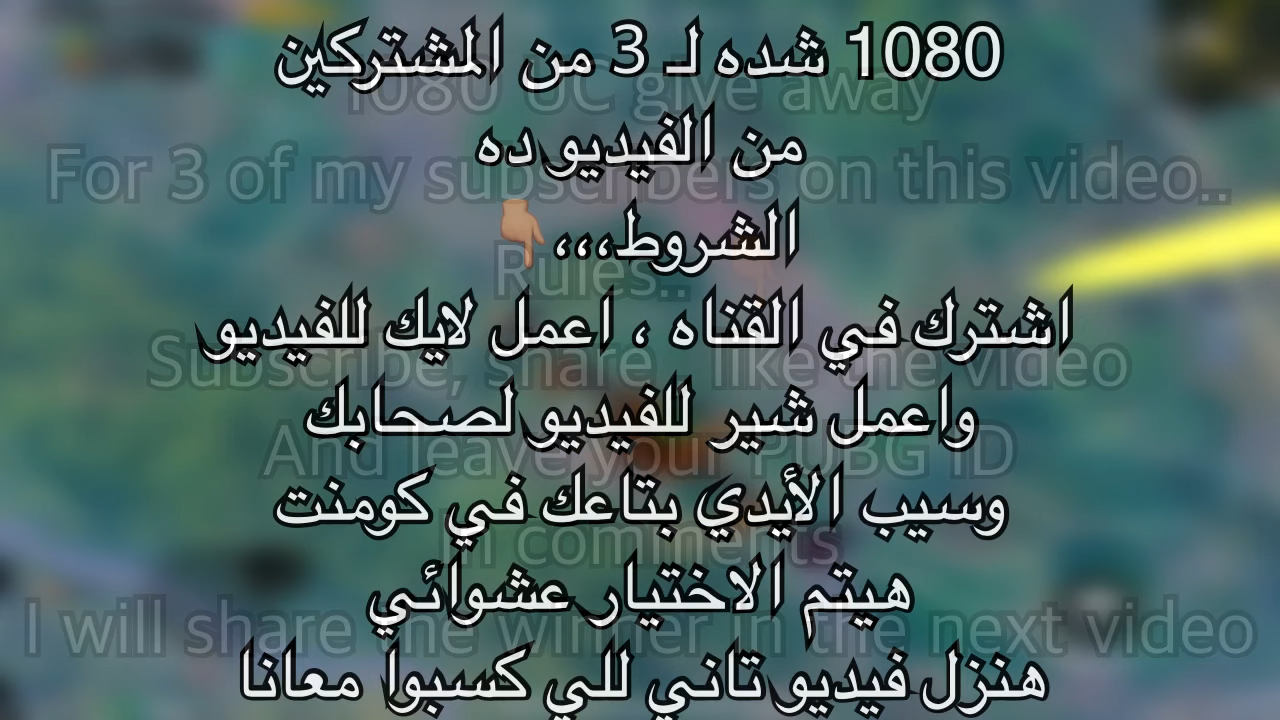 1080 شده لـ 3 من المشتركين
1080 UC give away
من الفيديو ده
For 3 of my subscribers on this video..
الشروط،،، 👇🏼
Rules..
اشترك في القناه ، اعمل لايك للفيديو
Subscribe, share, like the video
واعمل شير للفيديو لصحابك
And leave your PUBG ID
وسيب الأيدي بتاعك في كومنت
In comments
هيتم الاختيار عشوائي
I will share the winner in the next video
هنزل فيديو تاني للي كسبوا معانا